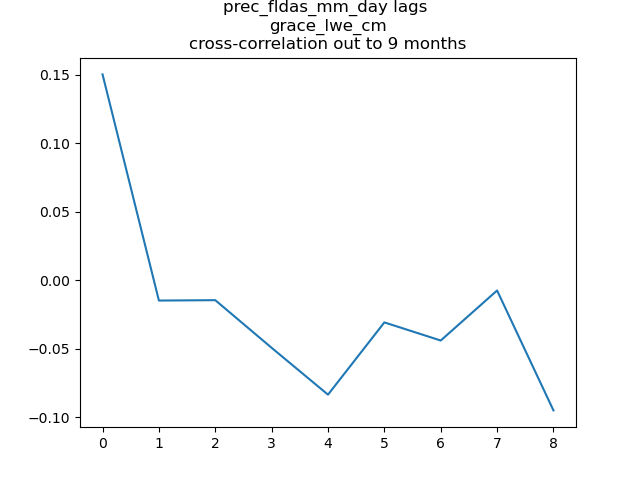 prec_fldas_mm_day lags
grace_lwe_cm
cross-correlation out to 9 months
0.15
0.10
0.05
0.00
−0.05
−0.10
0 1 2 3 4 5 6 7 8